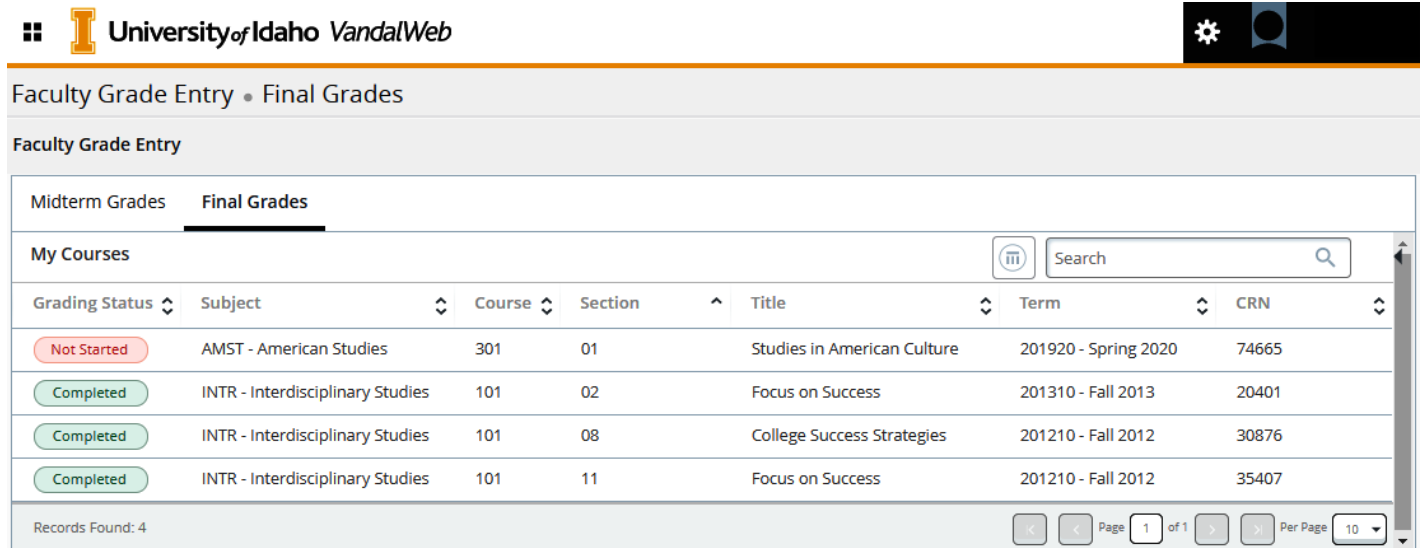 University of Idaho VandalWeb
Faculty Grade Entry • Final Grades
Faculty Grade Entry
Midterm Grades Final Grades
My Courses Search
Grading Status Subject Course Section Title Term CRN
Not Started AMST - American Studies 301 01 Studies in American Culture 201920 - Spring 2020 74665
Completed INTR - Interdisciplinary Studies 101 02 Focus on Success 201310 - Fall 2013 20401
Completed INTR - Interdisciplinary Studies 101 08 College Success Strategies 201210 - Fall 2012 30876
Completed INTR - Interdisciplinary Studies 101 11 Focus on Success 201210 - Fall 2012 35407
Records Found: 4 Page 1 of 1 Per Page 10